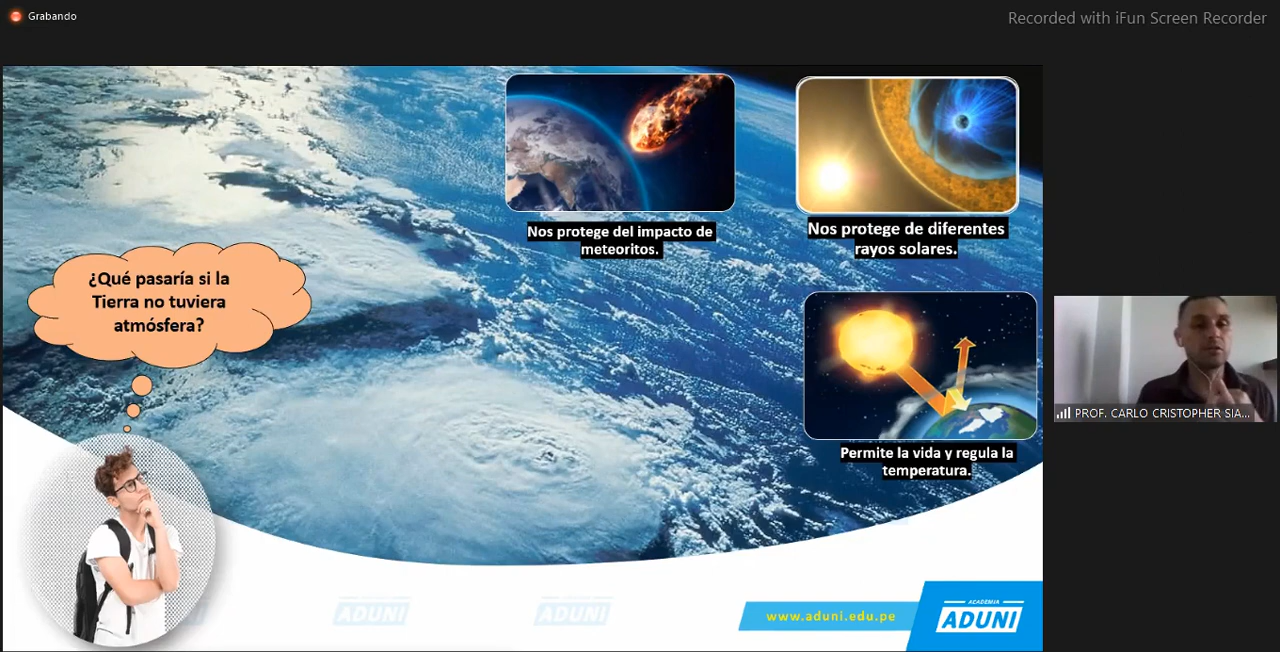 Grabando
Recorded with iFun Screen Recorder
Nos protege del impacto de
meteoritos.
Nos protege de diferentes
rayos solares.
¿Qué pasaría si la
Tierra no tuviera
atmósfera?
PROF. CARLO CRISTOPHER SIA...
Permite la vida y regula la
temperatura.
ADUNI
ADUNI
www.aduni.edu.pe
ACADEMIA
ADUNI